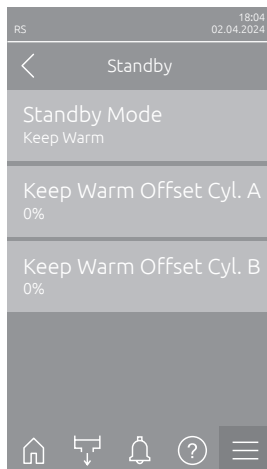 18:04
RS 02.04.2024
Standby
Standby Mode
Keep Warm
Keep Warm Offset Cyl. A
0%
Keep Warm Offset Cyl. B
0%
?